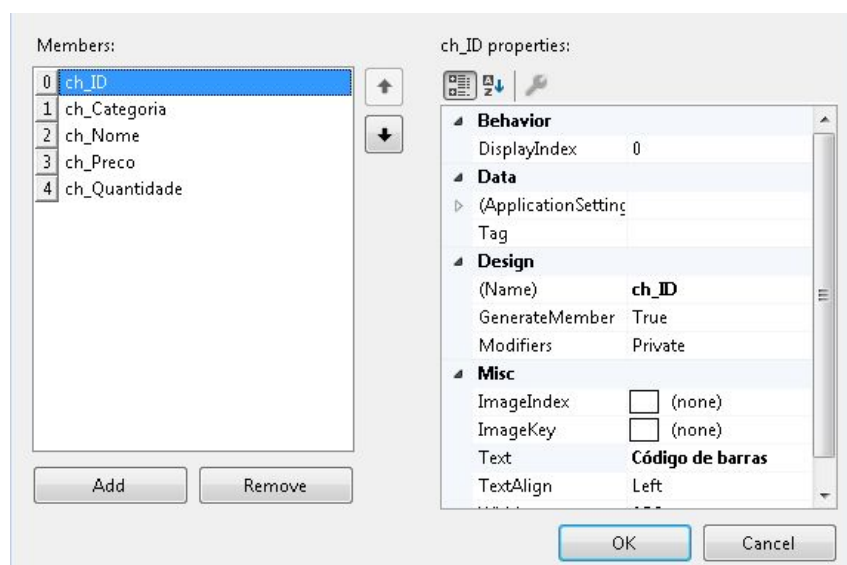 Members:
0 ch_ID
1 ch_Categoria
2 ch_Nome
3 ch_Preco
4 ch_Quantidade
Add Remove
ch_ID properties:
Behavior
DisplayIndex 0
Data
(ApplicationSetting
Tag
Design
(Name) ch_ID
GenerateMember True
Modifiers Private
Misc
ImageIndex (none)
ImageKey (none)
Text Código de barras
TextAlign Left
OK Cancel